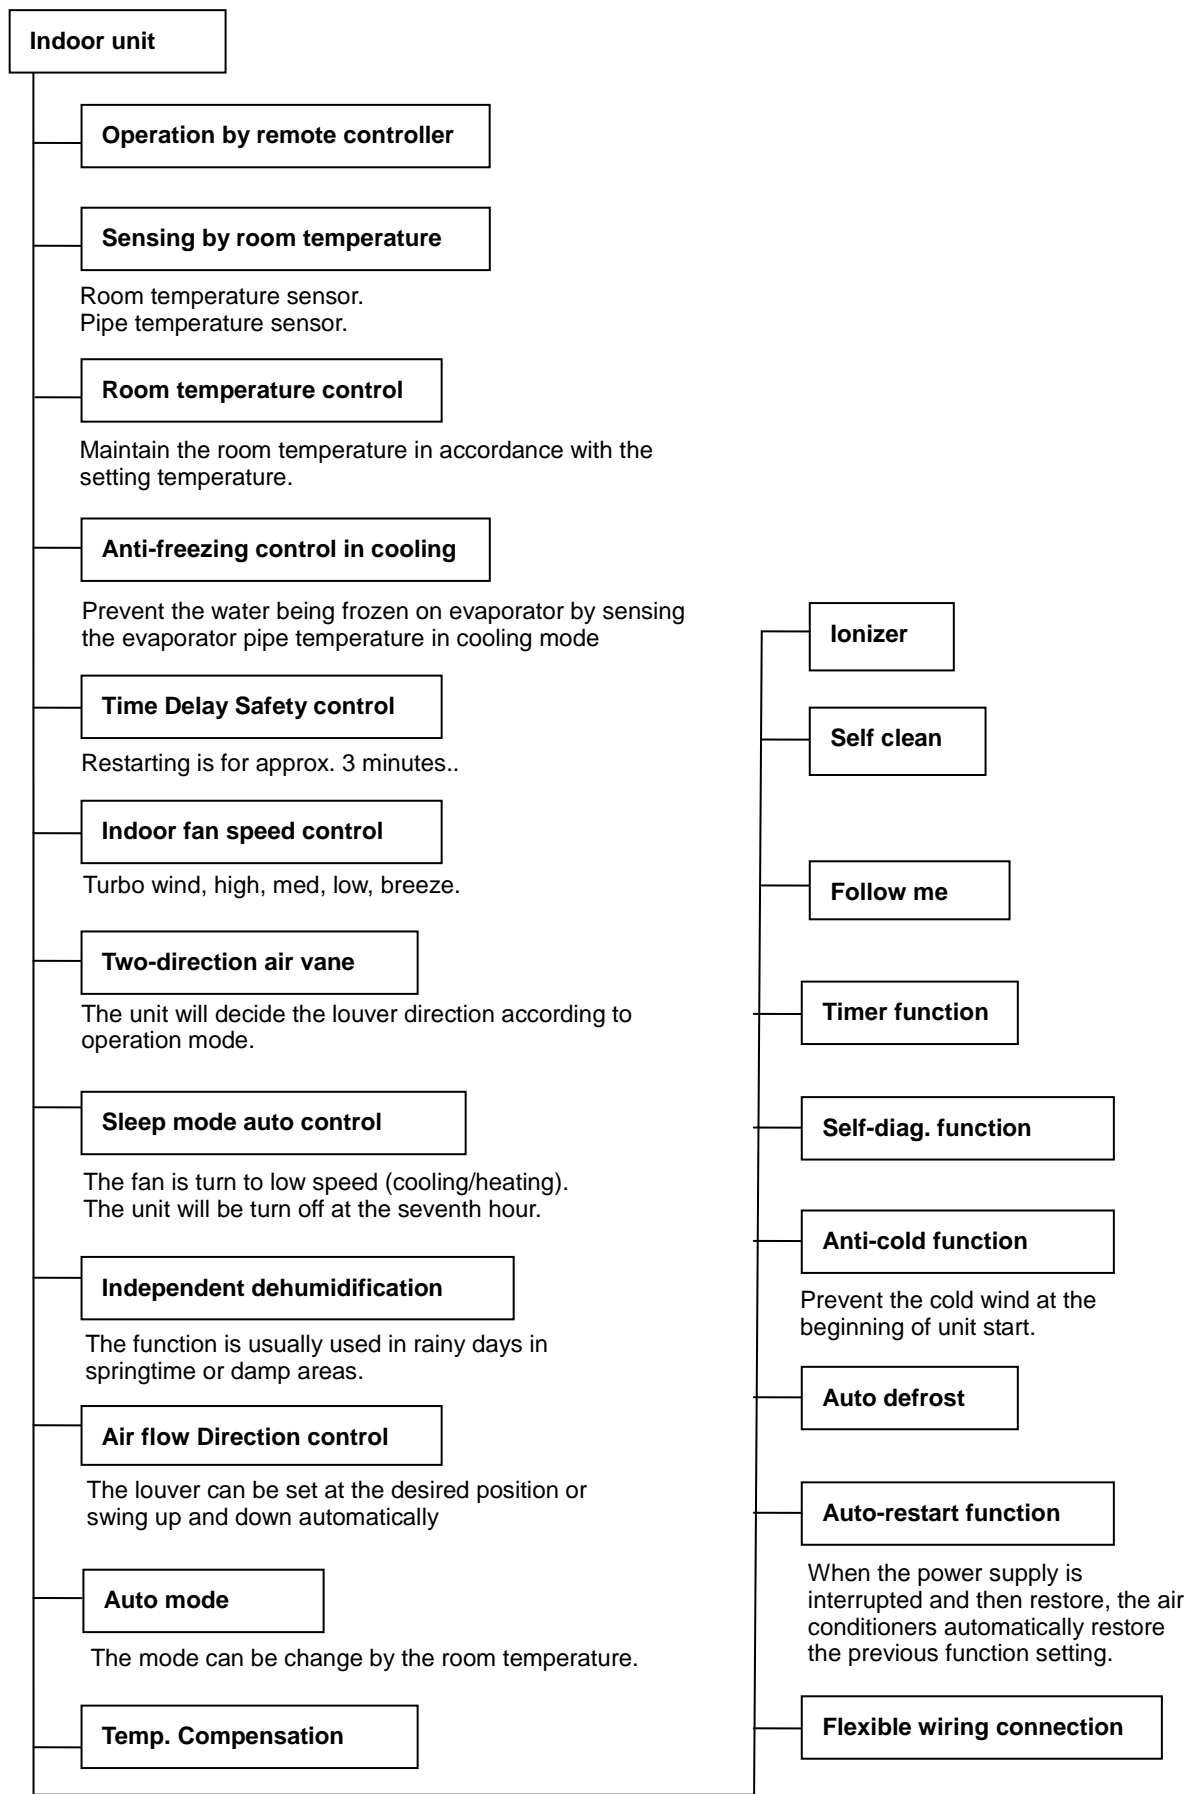 Indoor unit
Operation by remote controller
Sensing by room temperature
Room temperature sensor.
Pipe temperature sensor.
Room temperature control
Maintain the room temperature in accordance with the
setting temperature.
Anti-freezing control in cooling
Prevent the water being frozen on evaporator by sensing
the evaporator pipe temperature in cooling mode
Time Delay Safety control
Restarting is for approx. 3 minutes..
Indoor fan speed control
Turbo wind, high, med, low, breeze.
Two-direction air vane
The unit will decide the louver direction according to
operation mode.
Sleep mode auto control
The fan is turn to low speed (cooling/heating).
The unit will be turn off at the seventh hour.
Independent dehumidification
The function is usually used in rainy days in
springtime or damp areas.
Air flow Direction control
The louver can be set at the desired position or
swing up and down automatically
Auto mode
The mode can be change by the room temperature.
Temp. Compensation
Ionizer
Self clean
Follow me
Timer function
Self-diag. function
Anti-cold function
Prevent the cold wind at the
beginning of unit start.
Auto defrost
Auto-restart function
When the power supply is
interrupted and then restore, the air
conditioners automatically restore
the previous function setting.
Flexible wiring connection